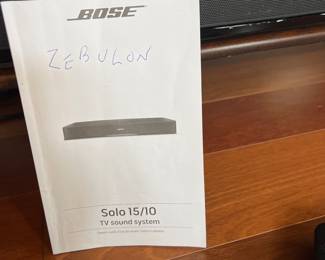 BOSE
ZEBULON
Solo 15/10
TV sound system